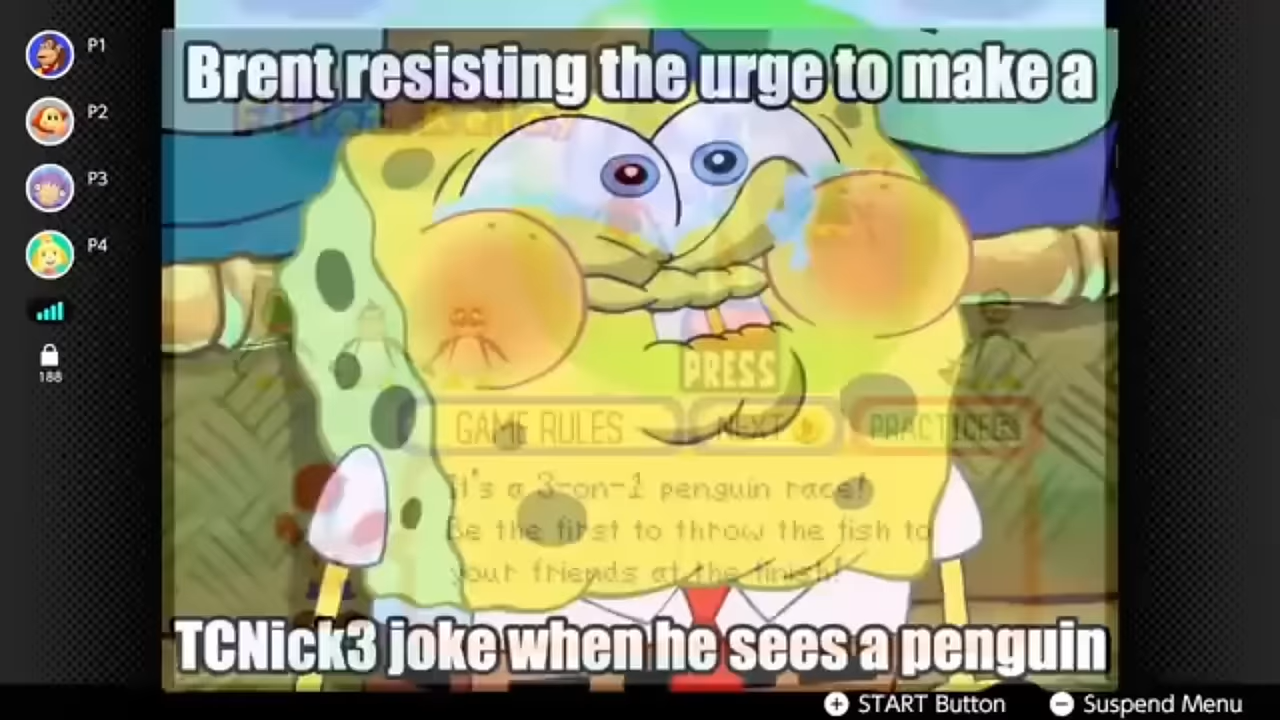 P1
P2
P3
P4
188
Brent resisting the urge to make a
PRESS
GAME RULES
NEXT
PRACTICE
It's a 3-on-1 penguin race!
Be the first to throw the fish to
your friends at the finish!
TCNick3 joke when he sees a penguin
START Button
Suspend Menu